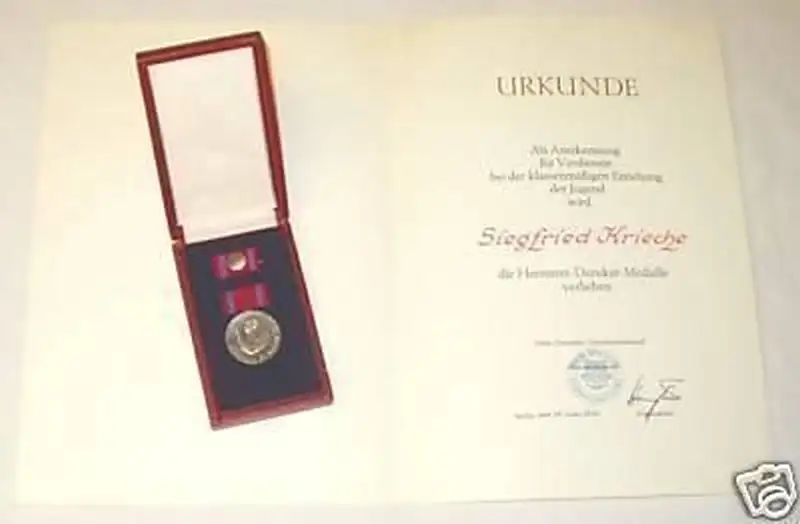 URKUNDE
Als Anerkennung
für Verdienste
bei der klassenmäßigen Erziehung
der Jugend
wird
Siegfried Krieche
die Hermann-Duncker-Medaille
verliehen